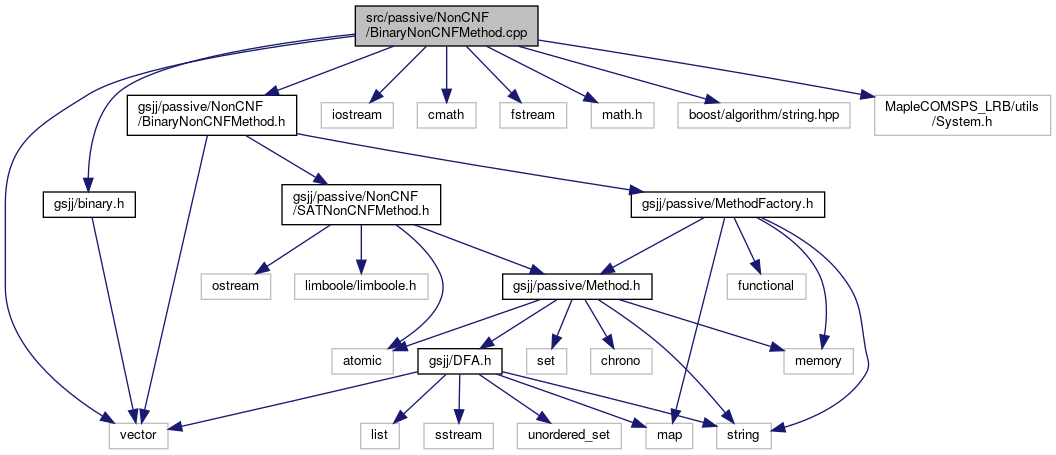 src/passive/NonCNF
/BinaryNonCNFMethod.cpp
gsjj/passive/NonCNF
/BinaryNonCNFMethod.h
iostream
cmath
fstream
math.h
boost/algorithm/string.hpp
MapleCOMSPS_LRB/utils
/System.h
gsjj/binary.h
gsjj/passive/NonCNF
/SATNonCNFMethod.h
gsjj/passive/MethodFactory.h
ostream
limboole/limboole.h
gsjj/passive/Method.h
functional
atomic
gsjj/DFA.h
set
chrono
memory
vector
list
sstream
unordered_set
map
string